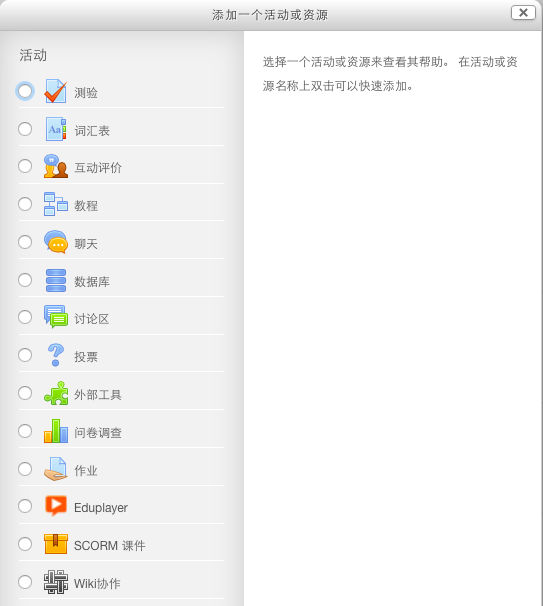 添加一个活动或资源
活动
测验
词汇表
Aa
互动评价
教程
聊天
数据库
讨论区
投票
外部工具
问卷调查
作业
Eduplayer
SCORM 课件
Wiki协作
选择一个活动或资源来查看其帮助。 在活动或资
源名称上双击可以快速添加。